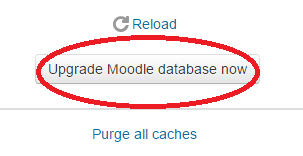 Reload
Upgrade Moodle database now
Purge all caches